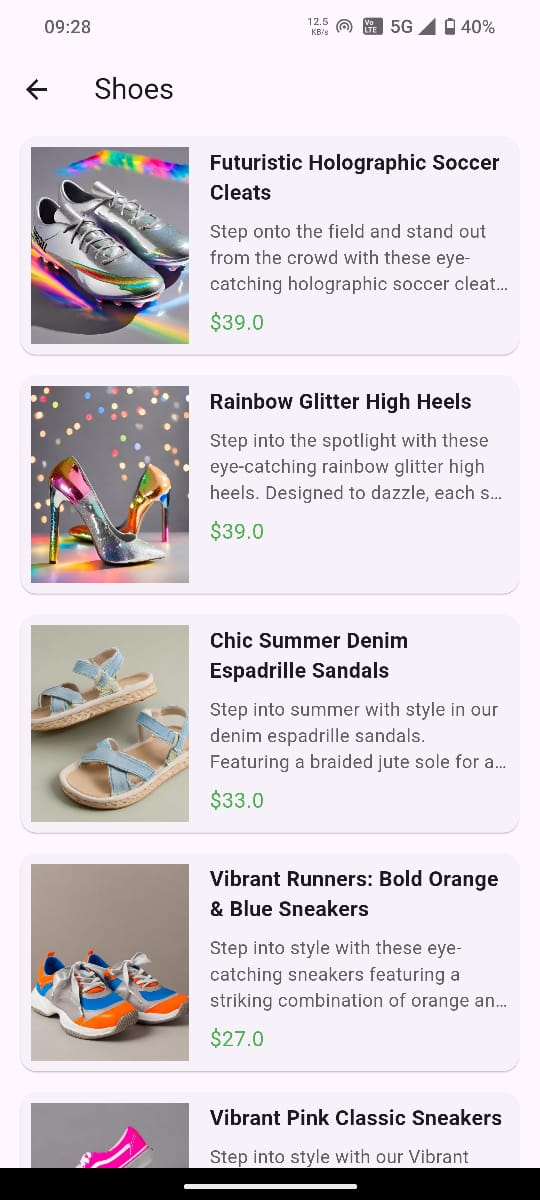 09:28
12.5
KB/s
Vo
LTE
5G
40%
Shoes
Futuristic Holographic Soccer
Cleats
Step onto the field and stand out
from the crowd with these eye-
catching holographic soccer cleat…
$39.0
Rainbow Glitter High Heels
Step into the spotlight with these
eye-catching rainbow glitter high
heels. Designed to dazzle, each s…
$39.0
Chic Summer Denim
Espadrille Sandals
Step into summer with style in our
denim espadrille sandals.
Featuring a braided jute sole for a…
$33.0
Vibrant Runners: Bold Orange
& Blue Sneakers
Step into style with these eye-
catching sneakers featuring a
striking combination of orange an…
$27.0
Vibrant Pink Classic Sneakers
Step into style with our Vibrant